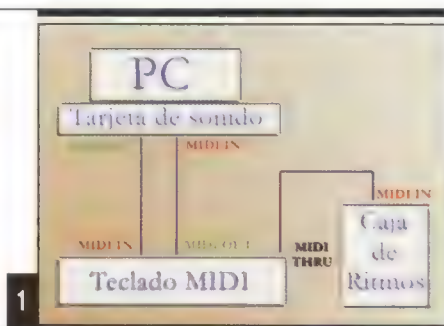 PC
Tarjeta de sonido
MIDI IN
MIDI IN
MIDI OUT
MIDI THRU
MIDI IN
Caja
de
Ritmos
Teclado MIDI
1